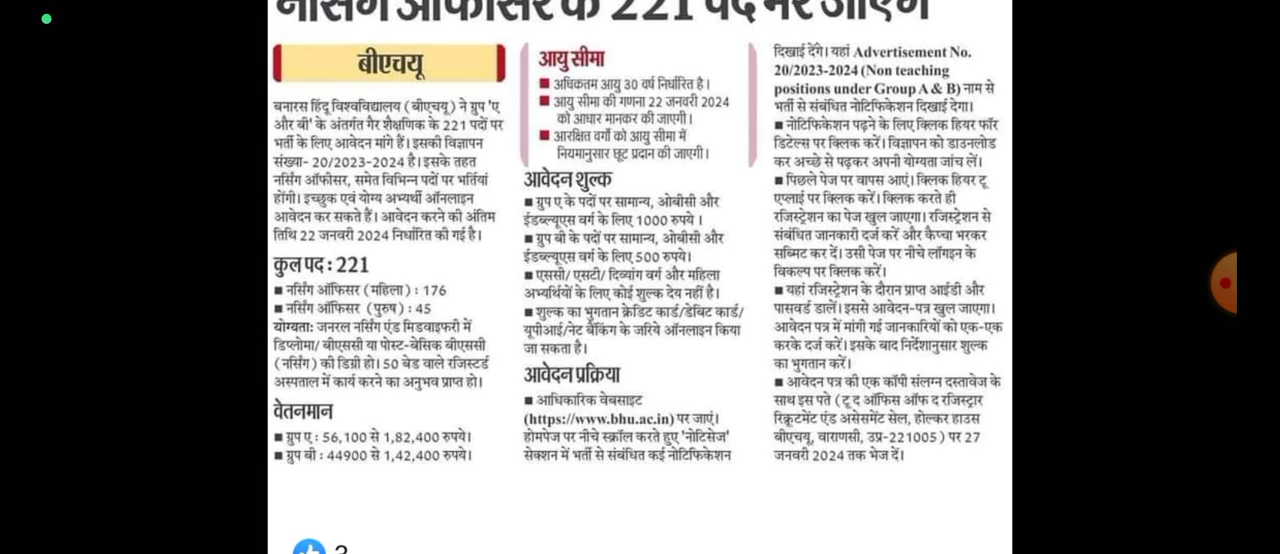 नर्सिंग ऑफीसर के 221 पद भरे जाएंगे
बीएचयू
बनारस हिंदू विश्वविद्यालय (बीएचयू) ने ग्रुप 'ए
और बी' के अंतर्गत गैर शैक्षणिक के 221 पदों पर
भर्ती के लिए आवेदन मांगे हैं। इसकी विज्ञापन
संख्या- 20/2023-2024 है। इसके तहत
नर्सिंग ऑफीसर, समेत विभिन्न पदों पर भर्तियां
होंगी। इच्छुक एवं योग्य अभ्यर्थी ऑनलाइन
आवेदन कर सकते हैं। आवेदन करने की अंतिम
तिथि 22 जनवरी 2024 निर्धारित की गई है।
कुल पद : 221
■ नर्सिंग ऑफिसर (महिला) : 176
■ नर्सिंग ऑफिसर (पुरुष) : 45
योग्यता: जनरल नर्सिंग एंड मिडवाइफरी में
डिप्लोमा/ बीएससी या पोस्ट-बेसिक बीएससी
(नर्सिंग) की डिग्री हो। 50 बेड वाले रजिस्टर्ड
अस्पताल में कार्य करने का अनुभव प्राप्त हो।
वेतनमान
■ ग्रुप ए : 56,100 से 1,82,400 रुपये।
■ ग्रुप बी : 44900 से 1,42,400 रुपये।
आयु सीमा
■ अधिकतम आयु 30 वर्ष निर्धारित है।
■ आयु सीमा की गणना 22 जनवरी 2024
को आधार मानकर की जाएगी।
■ आरक्षित वर्गों को आयु सीमा में
नियमानुसार छूट प्रदान की जाएगी।
आवेदन शुल्क
■ ग्रुप ए के पदों पर सामान्य, ओबीसी और
ईडब्ल्यूएस वर्ग के लिए 1000 रुपये ।
■ ग्रुप बी के पदों पर सामान्य, ओबीसी और
ईडब्ल्यूएस वर्ग के लिए 500 रुपये।
■ एससी/ एसटी/ दिव्यांग वर्ग और महिला
अभ्यर्थियों के लिए कोई शुल्क देय नहीं है।
■ शुल्क का भुगतान क्रेडिट कार्ड/डेबिट कार्ड/
यूपीआई/नेट बैंकिंग के जरिये ऑनलाइन किया
जा सकता है।
आवेदन प्रक्रिया
■ आधिकारिक वेबसाइट
(https://www.bhu.ac.in) पर जाएं।
होमपेज पर नीचे स्क्रॉल करते हुए 'नोटिसेज'
सेक्शन में भर्ती से संबंधित कई नोटिफिकेशन
दिखाई देंगे। यहां Advertisement No.
20/2023-2024 (Non teaching
positions under Group A & B) नाम से
भर्ती से संबंधित नोटिफिकेशन दिखाई देगा।
■ नोटिफिकेशन पढ़ने के लिए क्लिक हियर फॉर
डिटेल्स पर क्लिक करें। विज्ञापन को डाउनलोड
कर अच्छे से पढ़कर अपनी योग्यता जांच लें।
■ पिछले पेज पर वापस आएं। क्लिक हियर टू
एप्लाई पर क्लिक करें। क्लिक करते ही
रजिस्ट्रेशन का पेज खुल जाएगा। रजिस्ट्रेशन से
संबंधित जानकारी दर्ज करें और कैप्चा भरकर
सब्मिट कर दें। उसी पेज पर नीचे लॉगइन के
विकल्प पर क्लिक करें।
■ यहां रजिस्ट्रेशन के दौरान प्राप्त आईडी और
पासवर्ड डालें। इससे आवेदन-पत्र खुल जाएगा।
आवेदन पत्र में मांगी गई जानकारियों को एक-एक
करके दर्ज करें। इसके बाद निर्देशानुसार शुल्क
का भुगतान करें।
■ आवेदन पत्र की एक कॉपी संलग्न दस्तावेज के
साथ इस पते (टू द ऑफिस ऑफ द रजिस्ट्रार
रिक्रूटमेंट एंड असेसमेंट सेल, होल्कर हाउस
बीएचयू, वाराणसी, उप्र-221005) पर 27
जनवरी 2024 तक भेज दें।